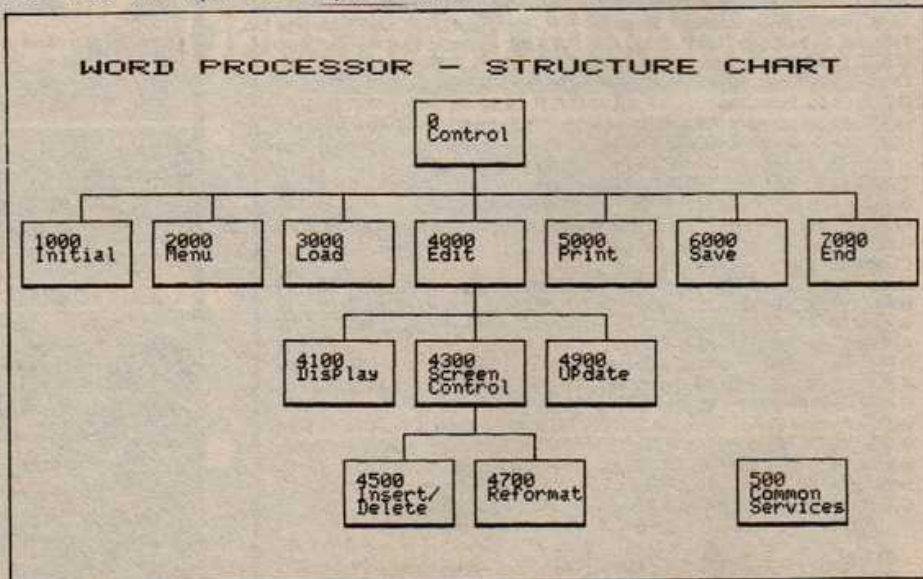 WORD PROCESSOR - STRUCTURE CHART
0
Control
1000
Initial
2000
Menu
3000
Load
4000
Edit
5000
Print
6000
Save
7000
End
4100
DisPlay
4300
Screen
Control
4900
UPdate
4500
Insert/
Delete
4700
Reformat
500
Common
Services